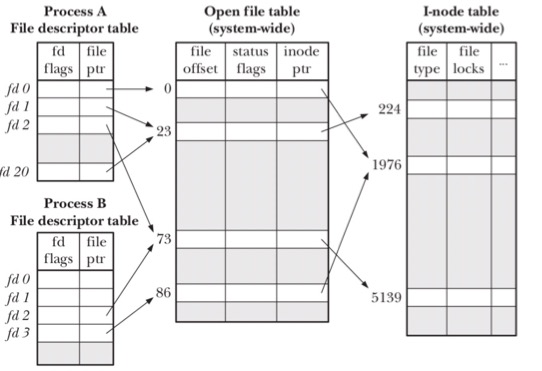 Process A
File descriptor table
fd flags
file ptr
fd 0
fd 1
fd 2
fd 20
Process B
File descriptor table
fd flags
file ptr
fd 0
fd 1
fd 2
fd 3
Open file table
(system-wide)
file offset
status flags
inode ptr
0
23
73
86
I-node table
(system-wide)
file type
file locks
...
224
1976
5139